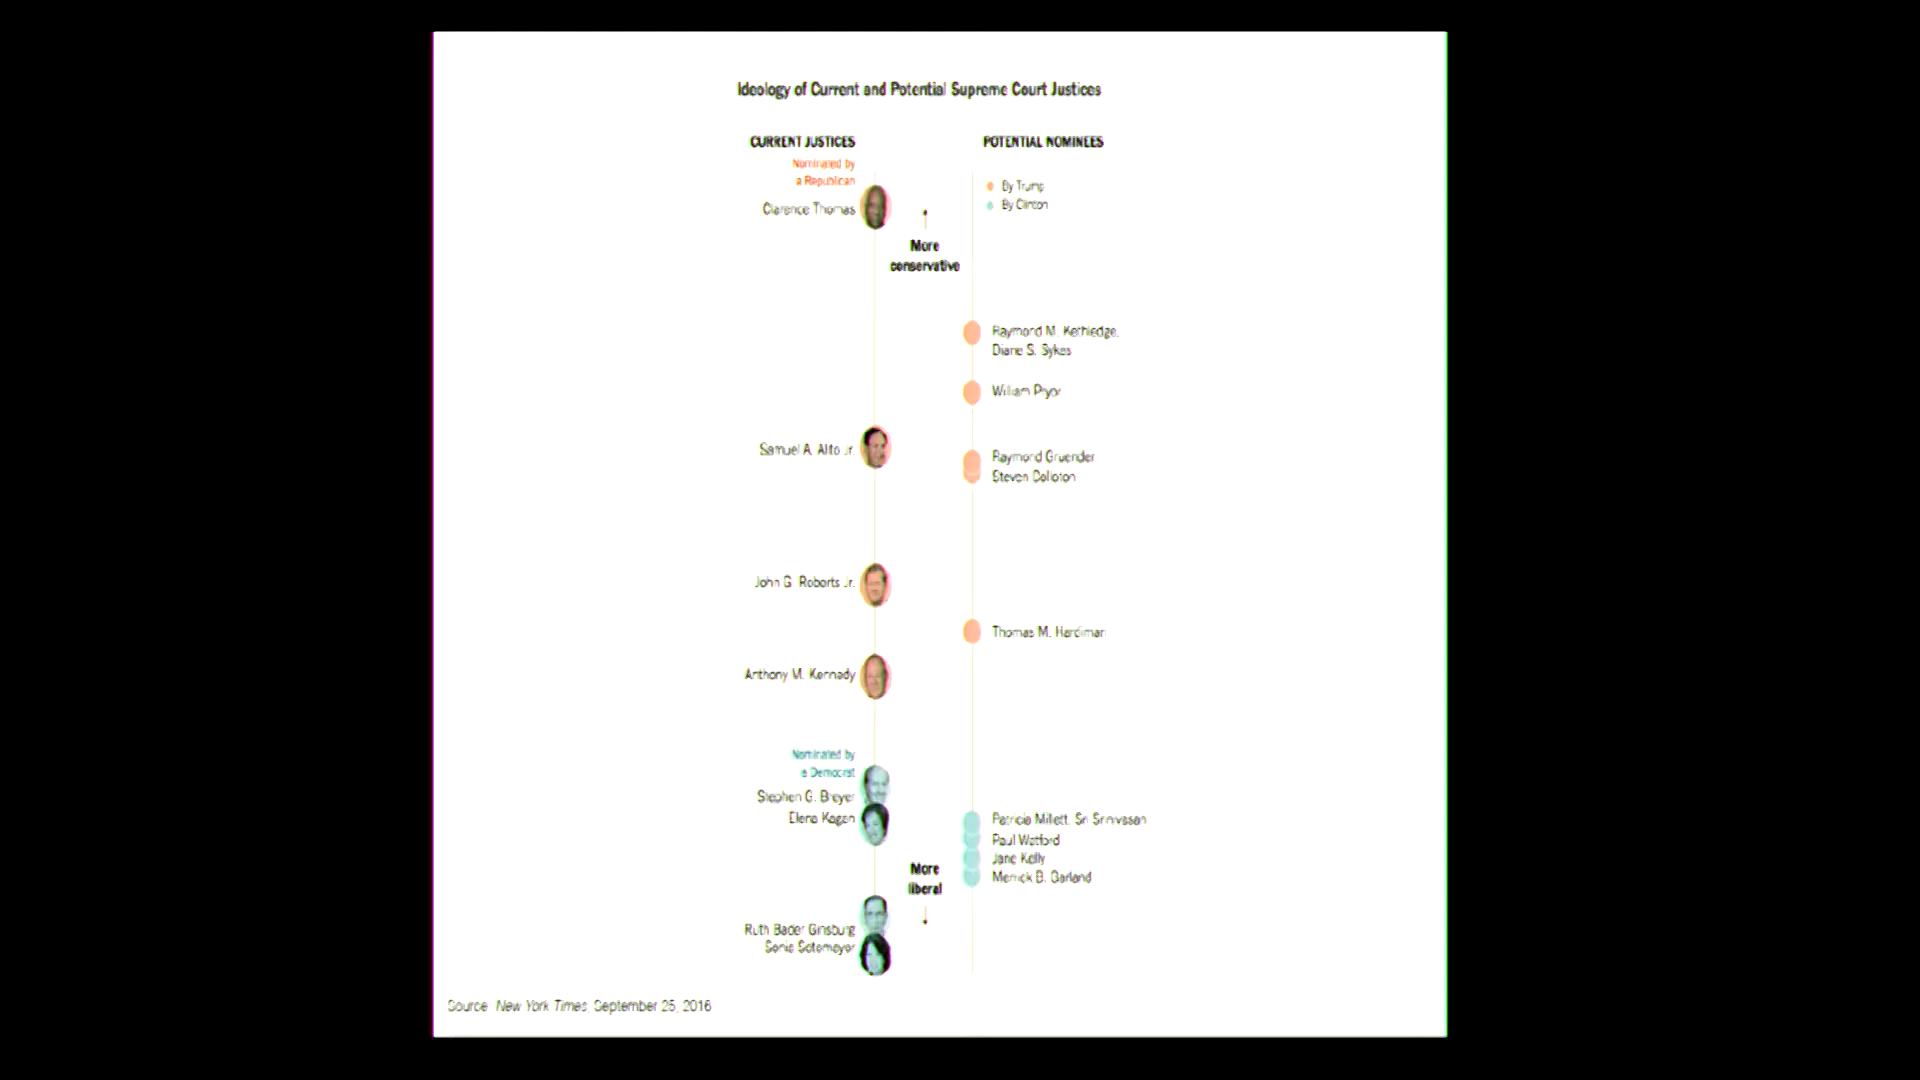 Ideology of Current and Potential Supreme Court Justices
CURRENT JUSTICES
Nominated by
a Republican
Clarence Thomas
Samuel A. Alito Jr.
John G. Roberts Jr.
Anthony M. Kennedy
Nominated by
a Democrat
Stephen G. Breyer
Elena Kagan
Ruth Bader Ginsburg
Sonia Sotomayor
More
conservative
More
liberal
POTENTIAL NOMINEES
By Trump
By Clinton
Raymond M. Kethledge,
Diane S. Sykes
William Pryor
Raymond Gruender
Steven Colloton
Thomas M. Hardiman
Patricia Millett, Sri Srinivasan
Paul Watford
Jane Kelly
Merrick B. Garland
Source: New York Times, September 25, 2016